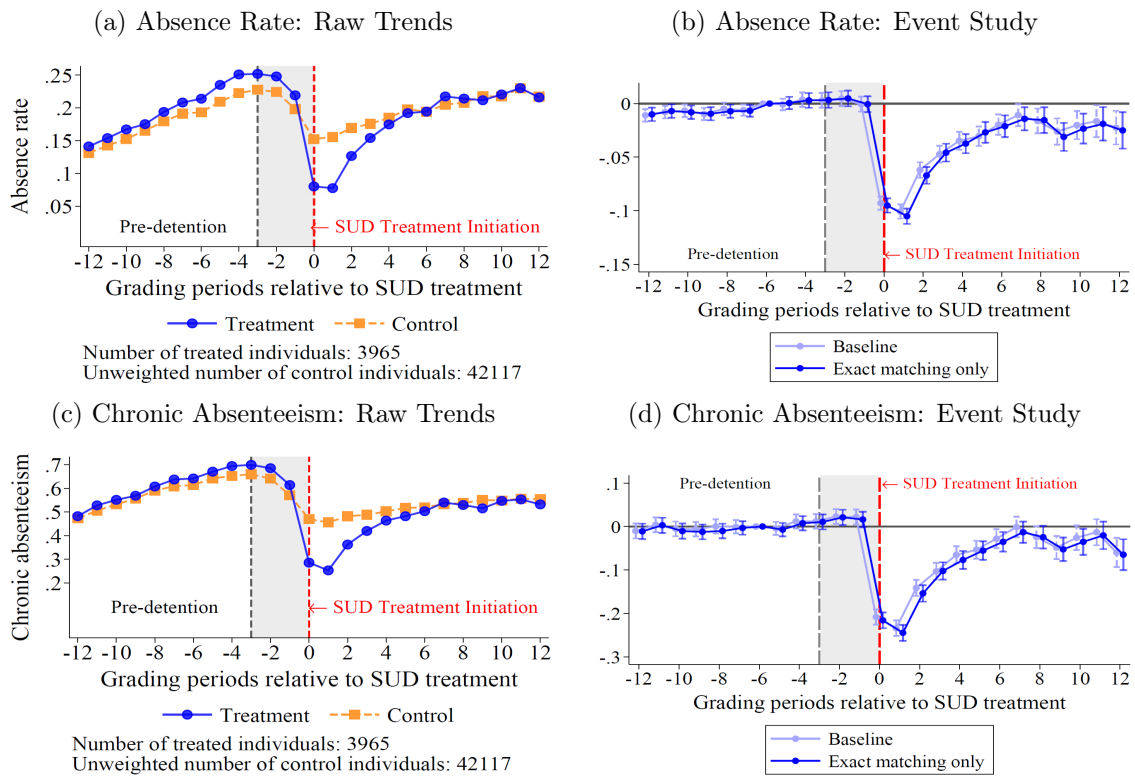 (a) Absence Rate: Raw Trends
Absence rate
.25
.2
.15
.1
.05
Pre-detention
← SUD Treatment Initiation
-12 -10 -8 -6 -4 -2 0 2 4 6 8 10 12
Grading periods relative to SUD treatment
Treatment Control
Number of treated individuals: 3965
Unweighted number of control individuals: 42117
(b) Absence Rate: Event Study
0
-.05
-.1
-.15
Pre-detention
← SUD Treatment Initiation
-12 -10 -8 -6 -4 -2 0 2 4 6 8 10 12
Grading periods relative to SUD treatment
Baseline
Exact matching only
(c) Chronic Absenteeism: Raw Trends
Chronic absenteeism
.7
.6
.5
.4
.3
.2
Pre-detention
← SUD Treatment Initiation
-12 -10 -8 -6 -4 -2 0 2 4 6 8 10 12
Grading periods relative to SUD treatment
Treatment Control
Number of treated individuals: 3965
Unweighted number of control individuals: 42117
(d) Chronic Absenteeism: Event Study
.1
0
-.1
-.2
-.3
Pre-detention
← SUD Treatment Initiation
-12 -10 -8 -6 -4 -2 0 2 4 6 8 10 12
Grading periods relative to SUD treatment
Baseline
Exact matching only